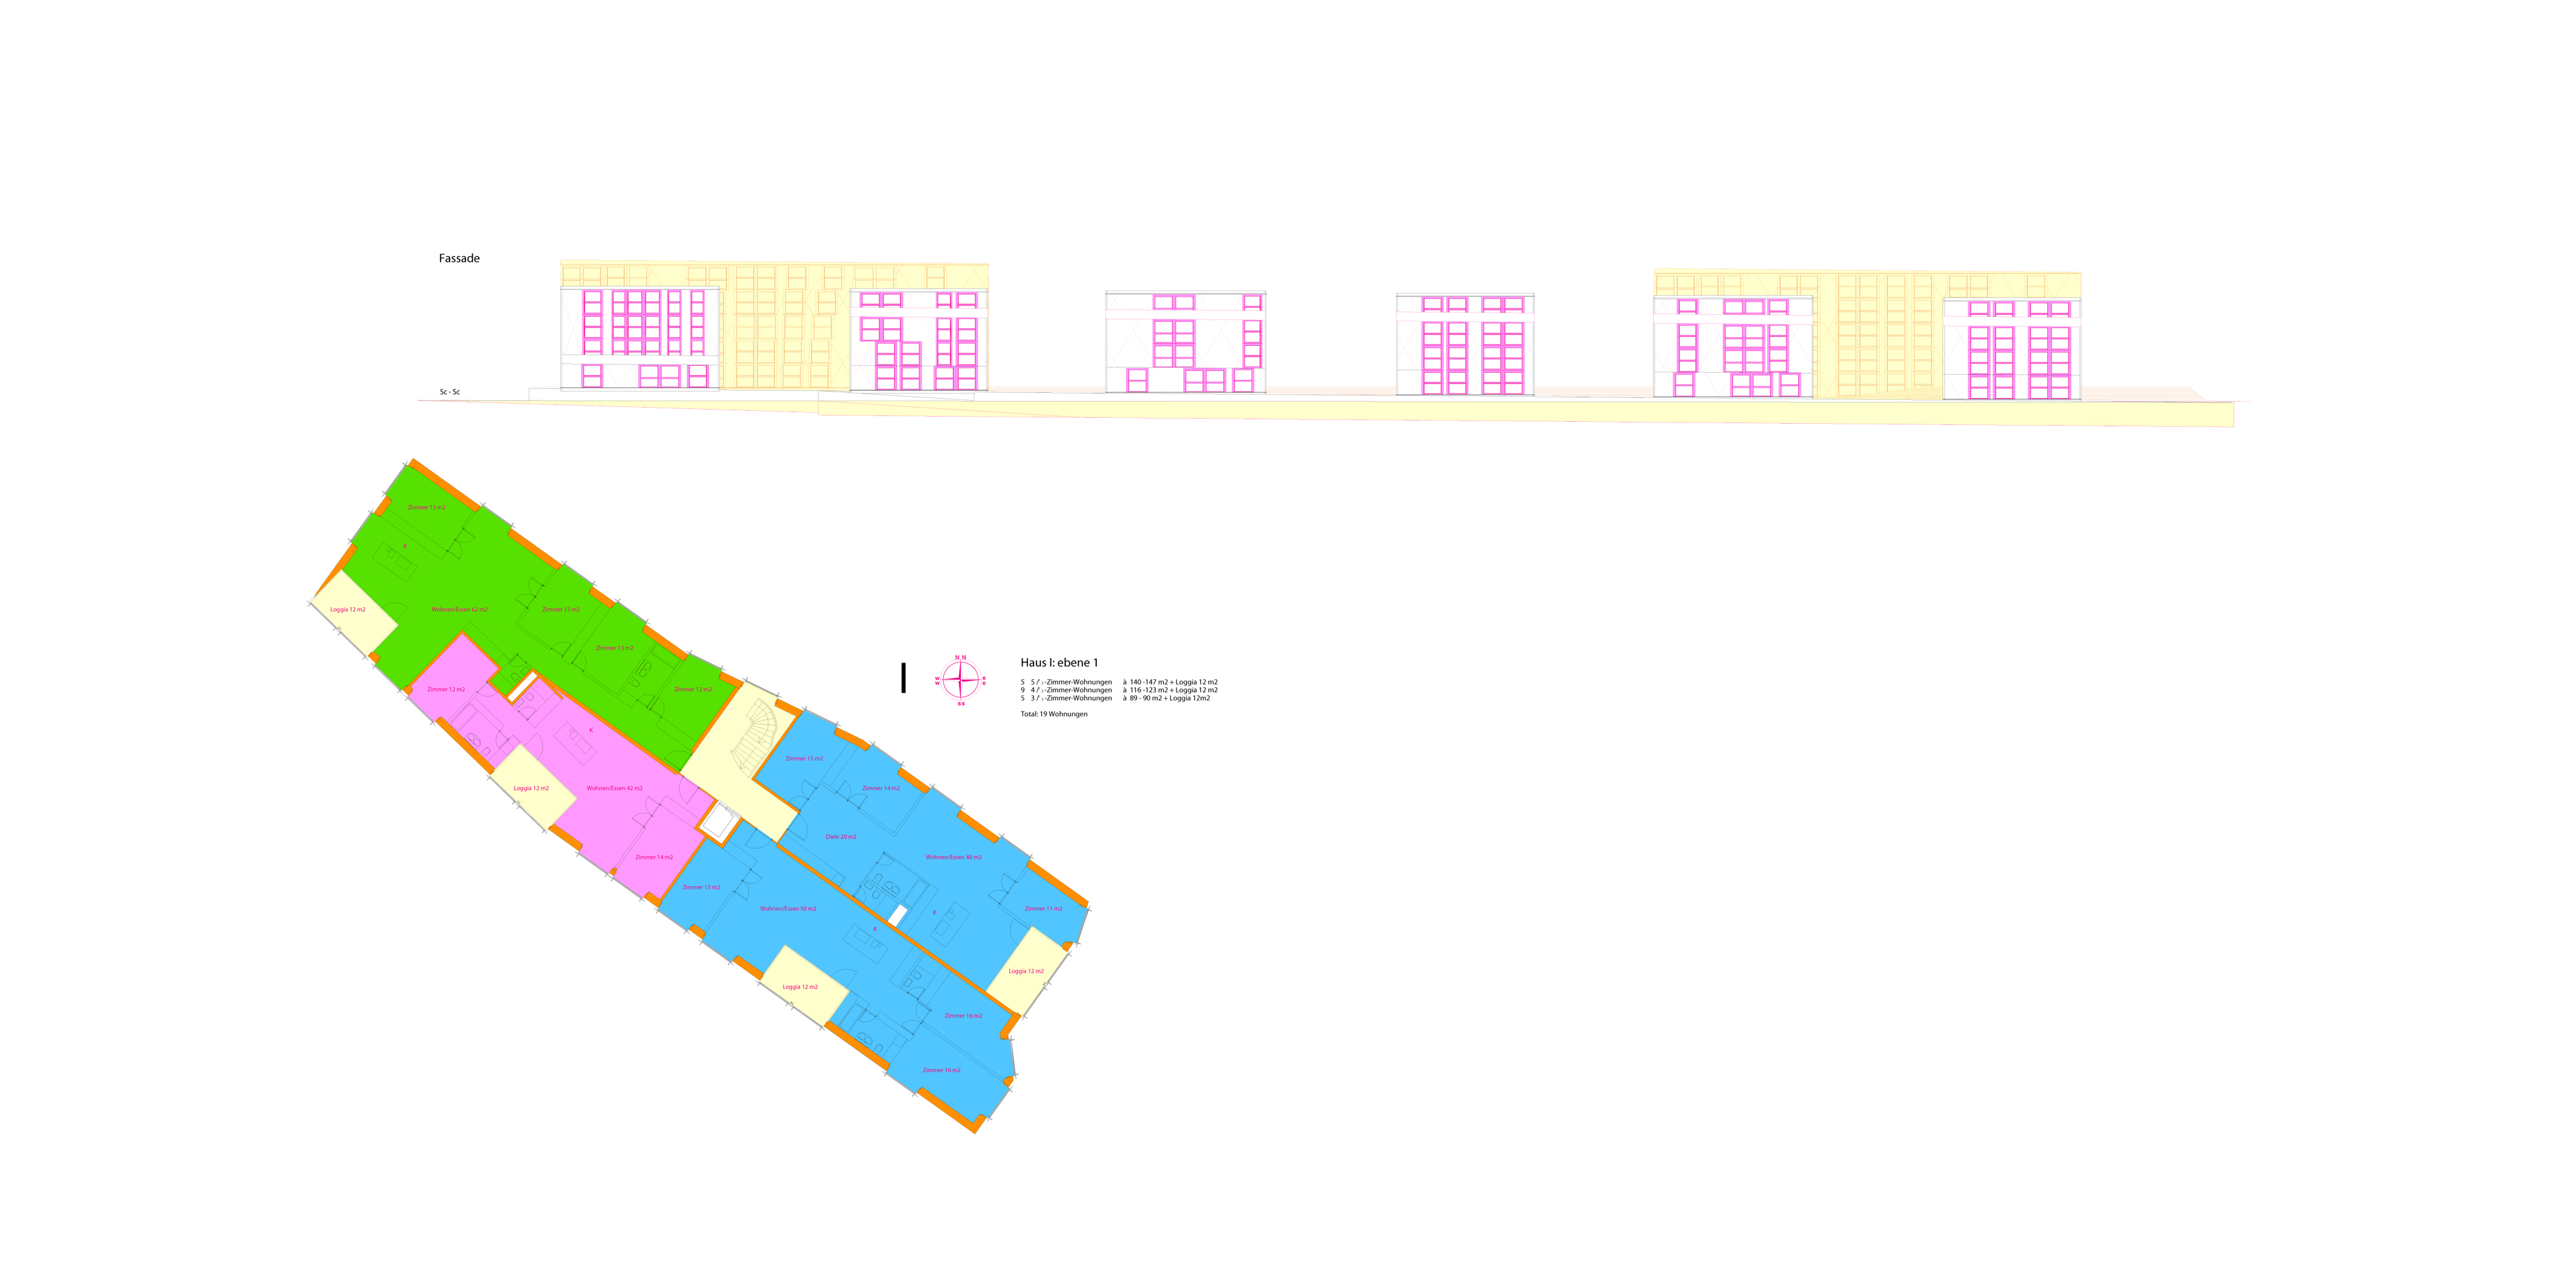 Fassade
Sc - Sc
Zimmer 13 m2
K
Loggia 12 m2
Wohnen/Essen 62 m2
Zimmer 13 m2
Zimmer 13 m2
Zimmer 12 m2
Zimmer 12 m2
K
Loggia 12 m2
Wohnen/Essen 42 m2
Zimmer 14 m2
Zimmer 15 m2
Zimmer 14 m2
Diele 20 m2
Wohnen/Essen 48 m2
K
Zimmer 11 m2
Loggia 12 m2
Zimmer 13 m2
Wohnen/Essen 50 m2
K
Loggia 12 m2
Zimmer 16 m2
Zimmer 16 m2
N N
w e
w e
s s
Haus I: ebene 1
5 5 /2 -Zimmer-Wohnungen à 140 -147 m2 + Loggia 12 m2
9 4 /2 -Zimmer-Wohnungen à 116 -123 m2 + Loggia 12 m2
5 3 /2 -Zimmer-Wohnungen à 89 - 90 m2 + Loggia 12m2
Total: 19 Wohnungen